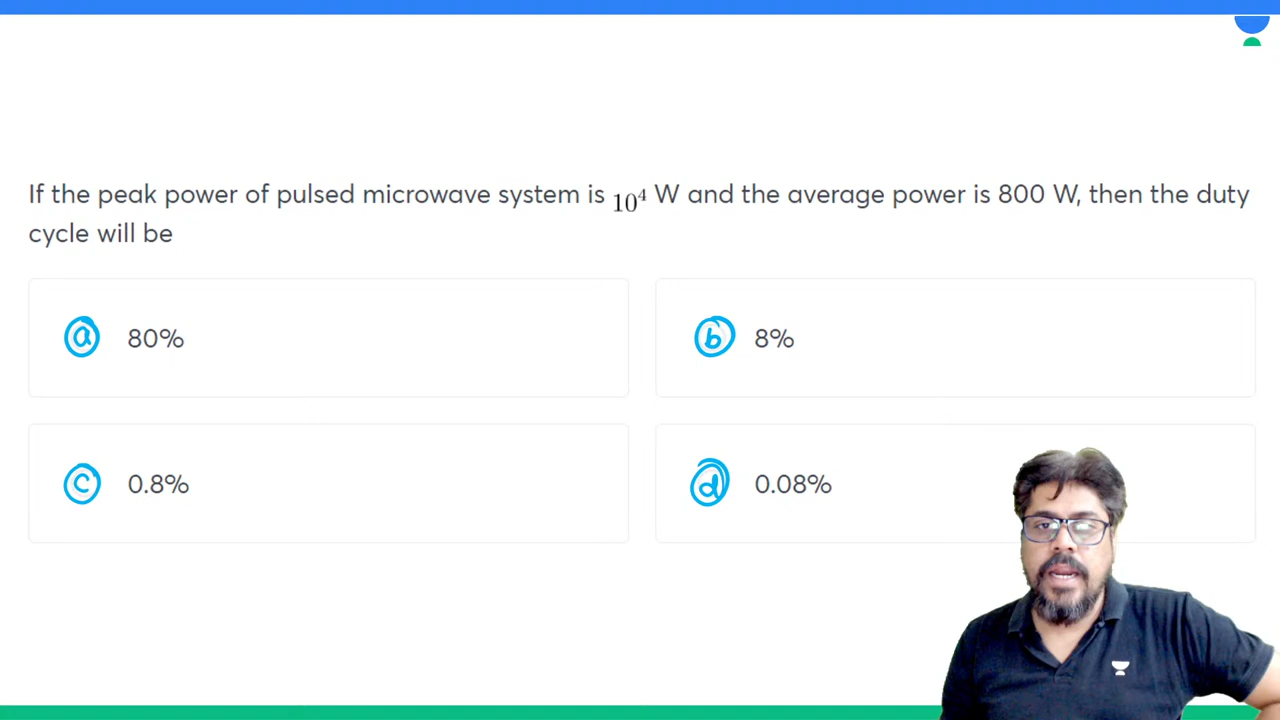 If the peak power of pulsed microwave system is 10⁴ W and the average power is 800 W, then the duty
cycle will be
a 80%
b 8%
c 0.8%
d 0.08%